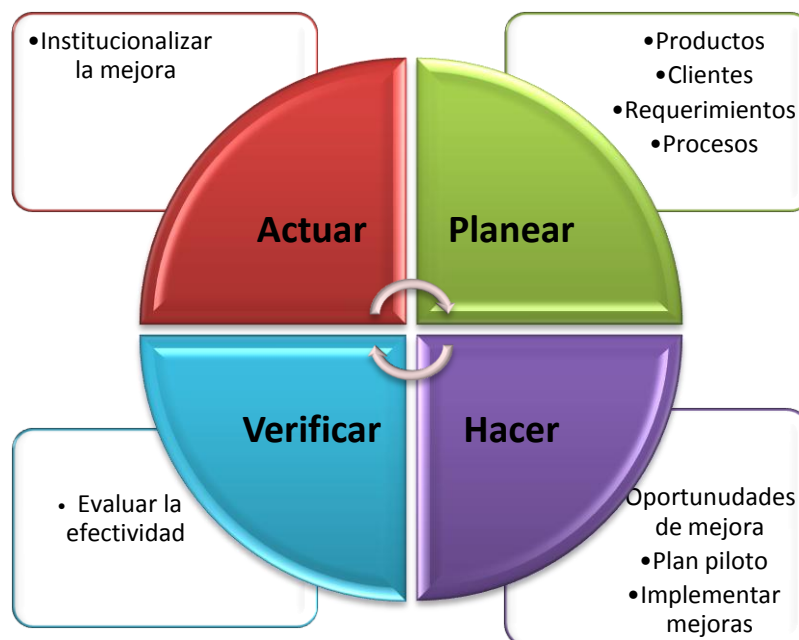 •Institucionalizar
la mejora
•Productos
•Clientes
•Requerimientos
•Procesos
Actuar
Planear
Verificar
Hacer
• Evaluar la
efectividad
Oportunudades
de mejora
•Plan piloto
•Implementar
mejoras